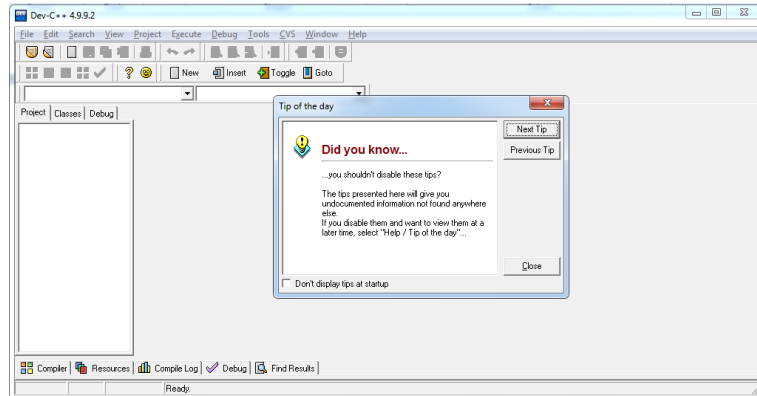 Dev-C++ 4.9.9.2
File Edit Search View Project Execute Debug Tools CVS Window Help
New Insert Toggle Goto
Project Classes Debug
Tip of the day
Did you know...
...you shouldn't disable these tips?
The tips presented here will give you
undocumented information not found anywhere
else.
If you disable them and want to view them at a
later time, select "Help / Tip of the day"...
Next Tip
Previous Tip
Close
Don't display tips at startup
Compiler Resources Compile Log Debug Find Results
Ready.